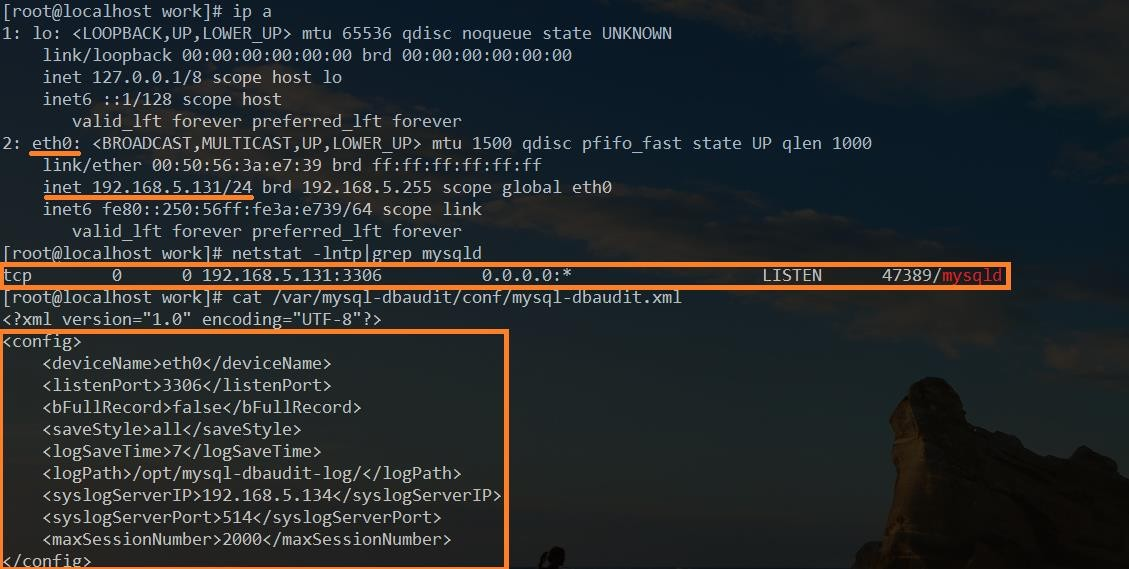 [root@localhost work]# ip a
1: lo: <LOOPBACK,UP,LOWER_UP> mtu 65536 qdisc noqueue state UNKNOWN
    link/loopback 00:00:00:00:00:00 brd 00:00:00:00:00:00
    inet 127.0.0.1/8 scope host lo
    inet6 ::1/128 scope host
       valid_lft forever preferred_lft forever
2: eth0: <BROADCAST,MULTICAST,UP,LOWER_UP> mtu 1500 qdisc pfifo_fast state UP qlen 1000
    link/ether 00:50:56:3a:e7:39 brd ff:ff:ff:ff:ff:ff
    inet 192.168.5.131/24 brd 192.168.5.255 scope global eth0
    inet6 fe80::250:56ff:fe3a:e739/64 scope link
       valid_lft forever preferred_lft forever
[root@localhost work]# netstat -lntp|grep mysqld
tcp        0      0 192.168.5.131:3306          0.0.0.0:*                   LISTEN      47389/mysqld
[root@localhost work]# cat /var/mysql-dbaudit/conf/mysql-dbaudit.xml
<?xml version="1.0" encoding="UTF-8"?>
<config>
    <deviceName>eth0</deviceName>
    <listenPort>3306</listenPort>
    <bFullRecord>false</bFullRecord>
    <saveStyle>all</saveStyle>
    <logSaveTime>7</logSaveTime>
    <logPath>/opt/mysql-dbaudit-log/</logPath>
    <syslogServerIP>192.168.5.134</syslogServerIP>
    <syslogServerPort>514</syslogServerPort>
    <maxSessionNumber>2000</maxSessionNumber>
</config>